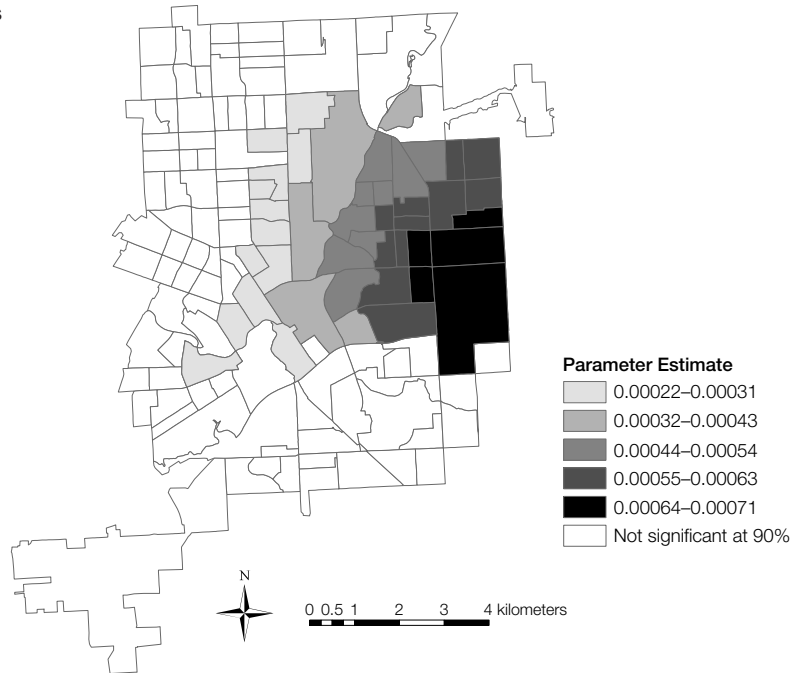 s
Parameter Estimate
0.00022–0.00031
0.00032–0.00043
0.00044–0.00054
0.00055–0.00063
0.00064–0.00071
Not significant at 90%
N
0 0.5 1 2 3 4 kilometers